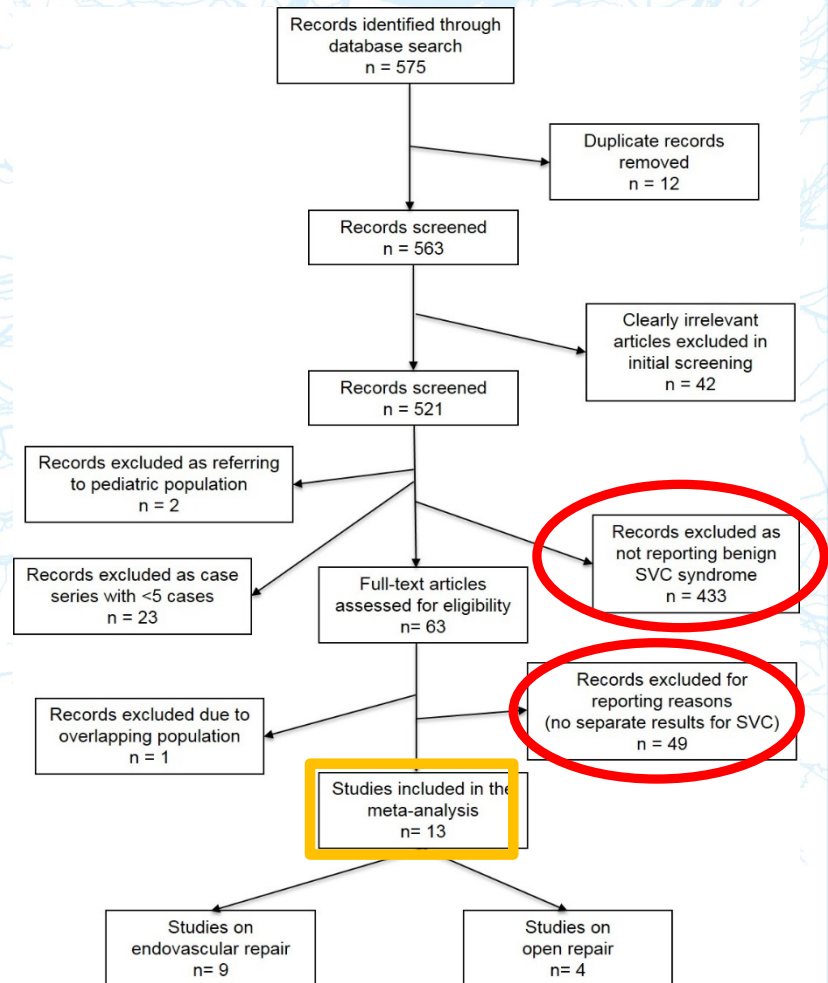 Records identified through
database search
n = 575
Duplicate records
removed
n = 12
Records screened
n = 563
Clearly irrelevant
articles excluded in
initial screening
n = 42
Records screened
n = 521
Records excluded as referring
to pediatric population
n = 2
Records excluded as
not reporting benign
SVC syndrome
n = 433
Records excluded as case
series with <5 cases
n = 23
Full-text articles
assessed for eligibility
n= 63
Records excluded for
reporting reasons
(no separate results for SVC)
n = 49
Records excluded due to
overlapping population
n = 1
Studies included in the
meta-analysis
n= 13
Studies on
endovascular repair
n= 9
Studies on
open repair
n= 4